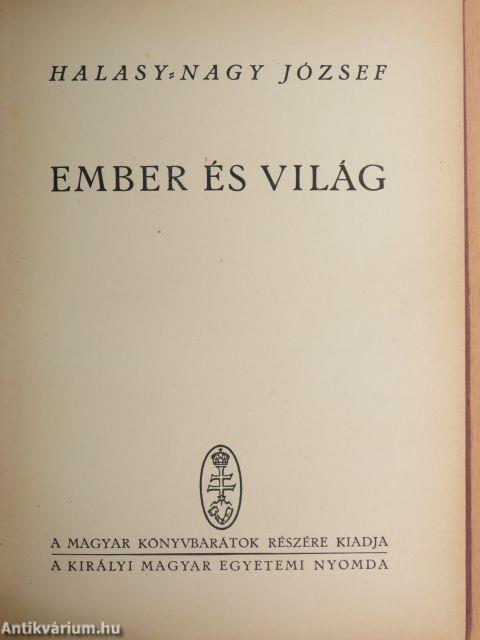 HALASY-NAGY JÓZSEF
EMBER ÉS VILÁG
A MAGYAR KÖNYVBARÁTOK RÉSZÉRE KIADJA
A KIRÁLYI MAGYAR EGYETEMI NYOMDA
Antikvárium.hu